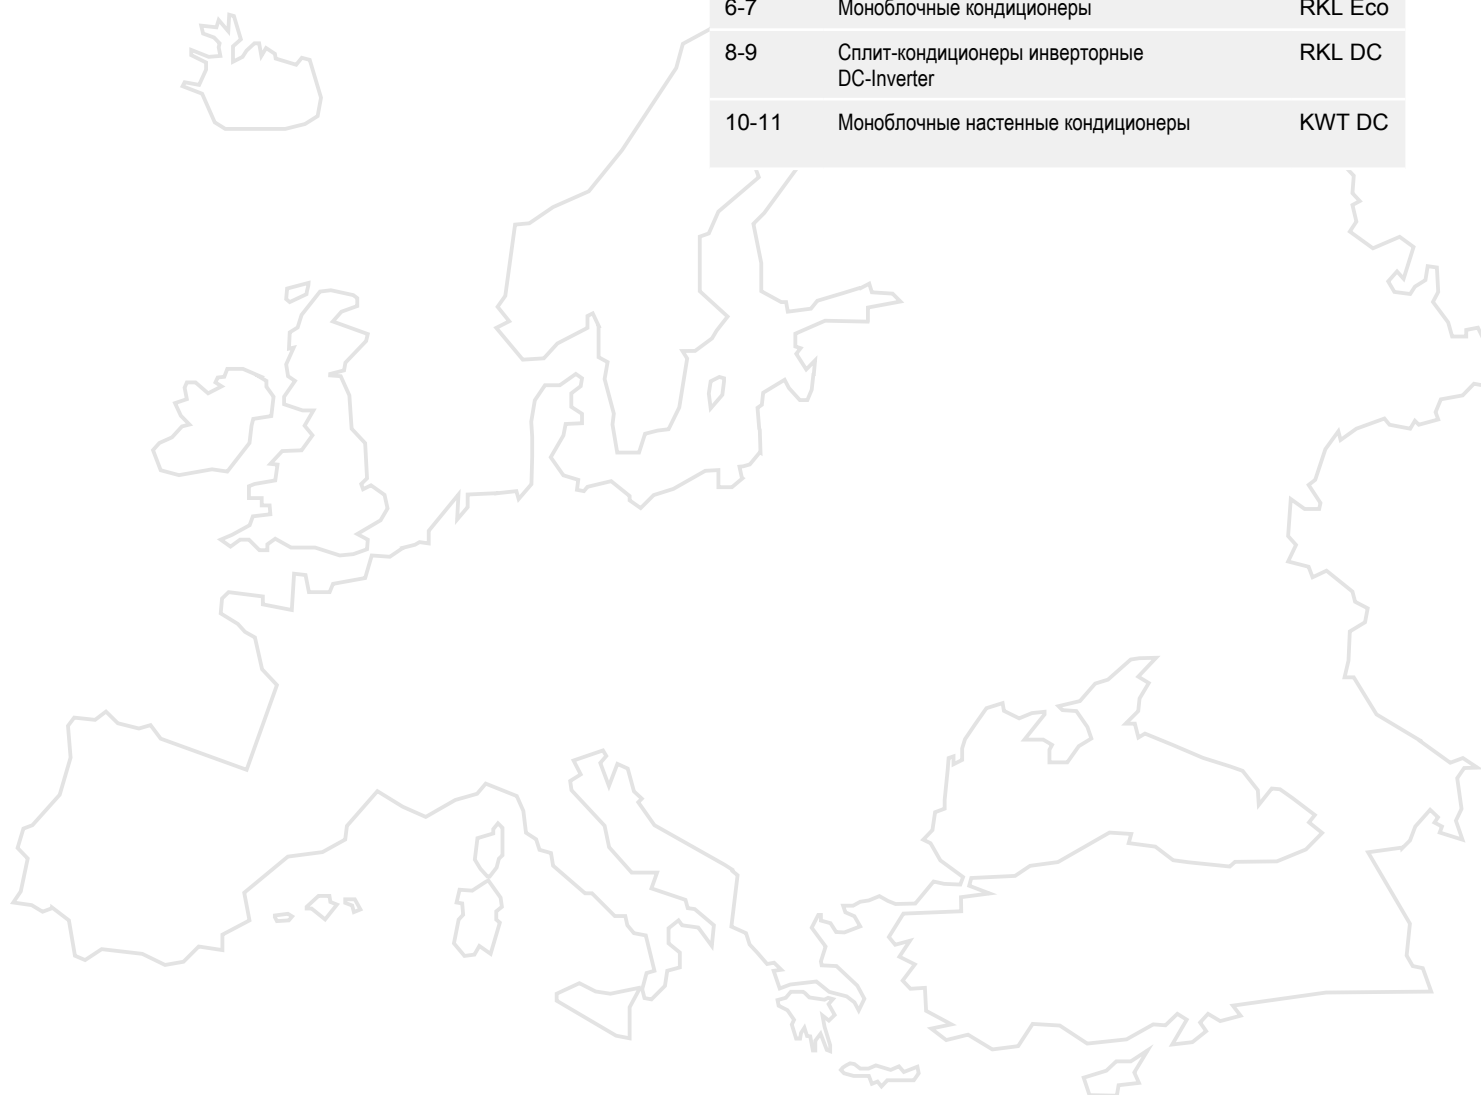 6-7 Моноблочные кондиционеры RKL Eco
8-9 Сплит-кондиционеры инверторные RKL DC
DC-Inverter
10-11 Моноблочные настенные кондиционеры KWT DC